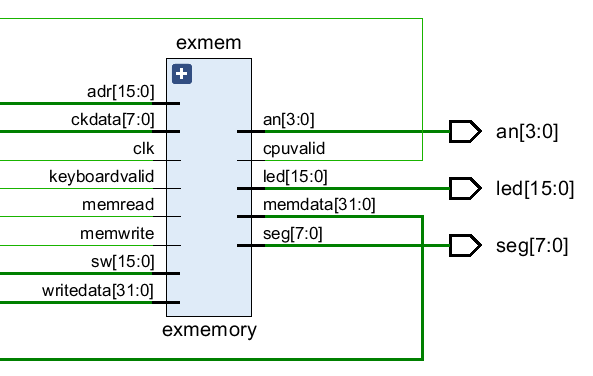 exmem
adr[15:0]
ckdata[7:0]
clk
keyboardvalid
memread
memwrite
sw[15:0]
writedata[31:0]
an[3:0]
cpuvalid
led[15:0]
memdata[31:0]
seg[7:0]
exmemory
an[3:0]
led[15:0]
seg[7:0]